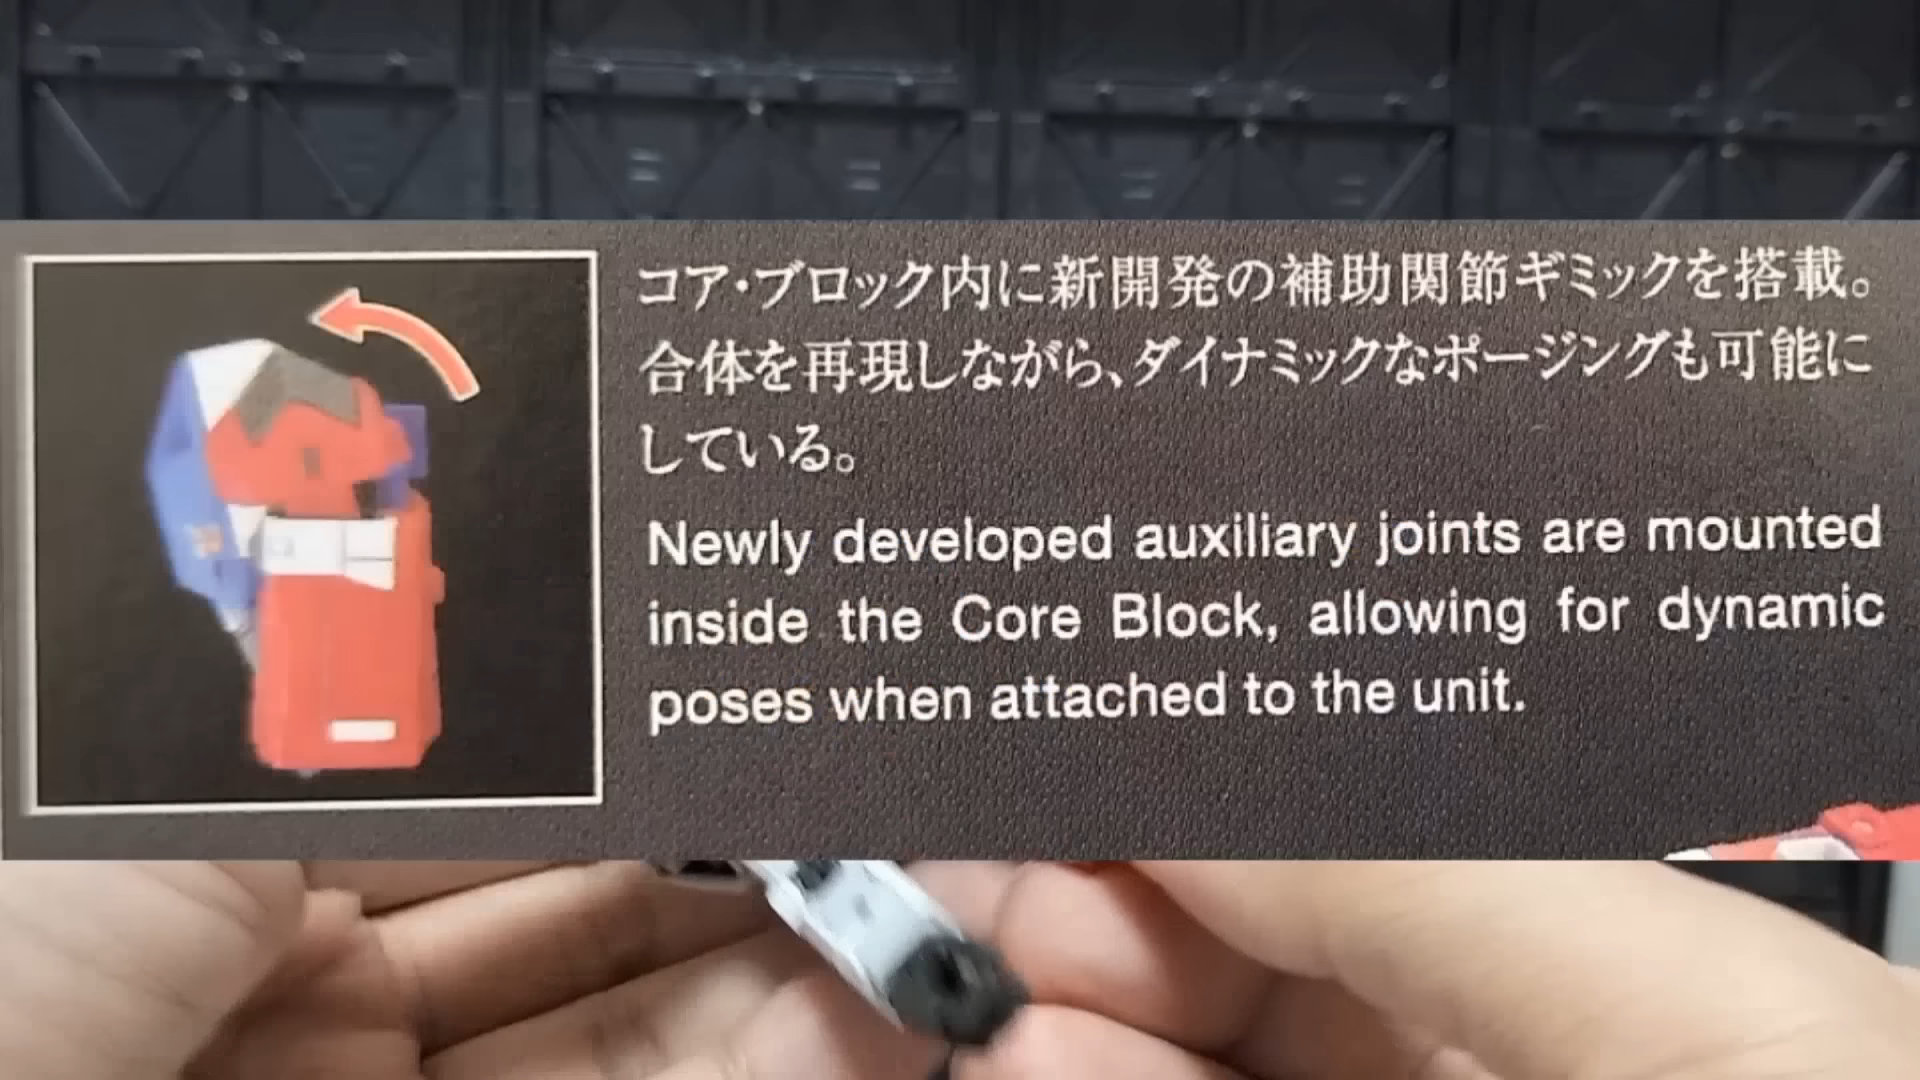 コア・ブロック内に新開発の補助関節ギミックを搭載。
合体を再現しながら、ダイナミックなポージングも可能に
している。
Newly developed auxiliary joints are mounted
inside the Core Block, allowing for dynamic
poses when attached to the unit.